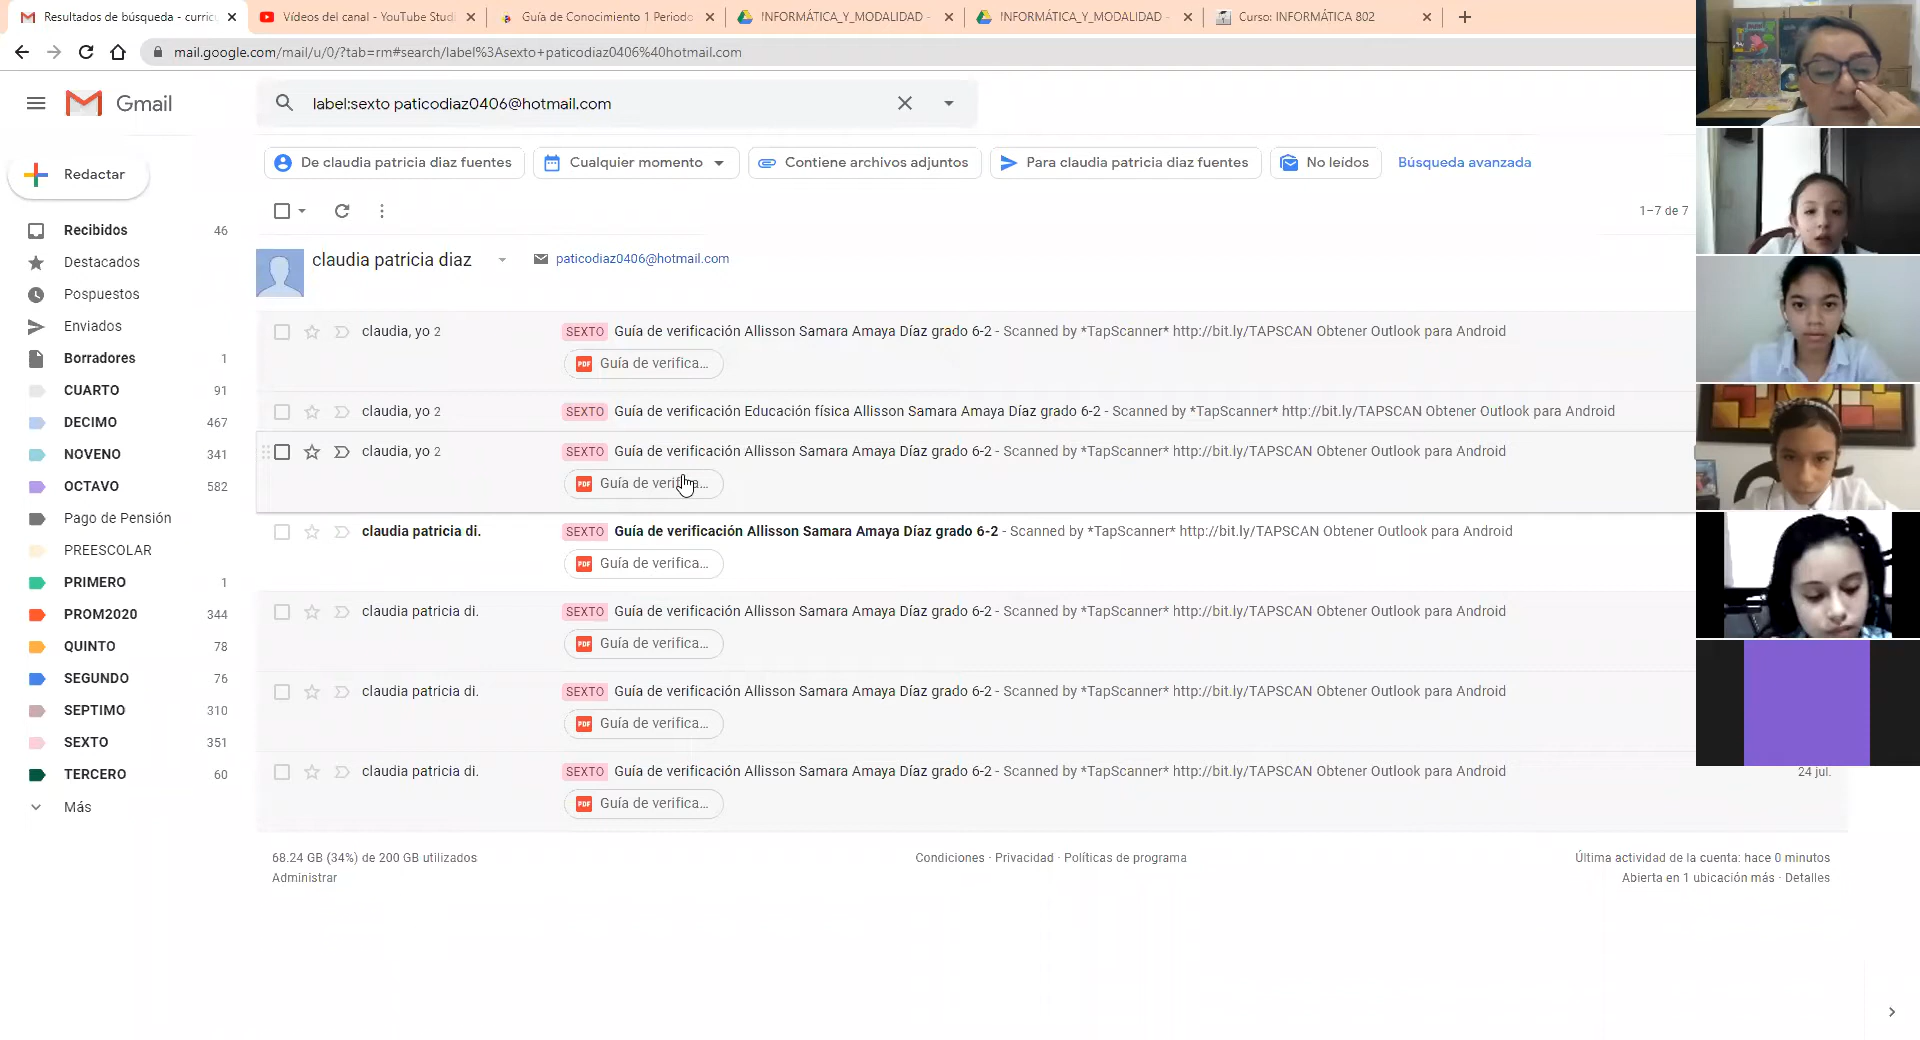 Resultados de búsqueda - curricu
Vídeos del canal - YouTube Stud
Guía de Conocimiento 1 Periodo
!NFORMÁTICA_Y_MODALIDAD -
!NFORMÁTICA_Y_MODALIDAD -
Curso: INFORMÁTICA 802
mail.google.com/mail/u/0/?tab=rm#search/label%3Asexto+paticodiaz0406%40hotmail.com
Gmail
label:sexto paticodiaz0406@hotmail.com
De claudia patricia diaz fuentes
Cualquier momento
Contiene archivos adjuntos
Para claudia patricia diaz fuentes
No leídos
Búsqueda avanzada
Redactar
1–7 de 7
Recibidos 46
Destacados
Pospuestos
Enviados
Borradores 1
CUARTO 91
DECIMO 467
NOVENO 341
OCTAVO 582
Pago de Pensión
PREESCOLAR
PRIMERO 1
PROM2020 344
QUINTO 78
SEGUNDO 76
SEPTIMO 310
SEXTO 351
TERCERO 60
Más
claudia patricia diaz
paticodiaz0406@hotmail.com
claudia, yo 2 SEXTO Guía de verificación Allisson Samara Amaya Díaz grado 6-2 - Scanned by *TapScanner* http://bit.ly/TAPSCAN Obtener Outlook para Android
PDF Guía de verifica...
claudia, yo 2 SEXTO Guía de verificación Educación física Allisson Samara Amaya Díaz grado 6-2 - Scanned by *TapScanner* http://bit.ly/TAPSCAN Obtener Outlook para Android
claudia, yo 2 SEXTO Guía de verificación Allisson Samara Amaya Díaz grado 6-2 - Scanned by *TapScanner* http://bit.ly/TAPSCAN Obtener Outlook para Android
PDF Guía de verifica...
claudia patricia di. SEXTO Guía de verificación Allisson Samara Amaya Díaz grado 6-2 - Scanned by *TapScanner* http://bit.ly/TAPSCAN Obtener Outlook para Android
PDF Guía de verifica...
claudia patricia di. SEXTO Guía de verificación Allisson Samara Amaya Díaz grado 6-2 - Scanned by *TapScanner* http://bit.ly/TAPSCAN Obtener Outlook para Android
PDF Guía de verifica...
claudia patricia di. SEXTO Guía de verificación Allisson Samara Amaya Díaz grado 6-2 - Scanned by *TapScanner* http://bit.ly/TAPSCAN Obtener Outlook para Android
PDF Guía de verifica...
claudia patricia di. SEXTO Guía de verificación Allisson Samara Amaya Díaz grado 6-2 - Scanned by *TapScanner* http://bit.ly/TAPSCAN Obtener Outlook para Android 24 jul.
PDF Guía de verifica...
68.24 GB (34%) de 200 GB utilizados
Administrar
Condiciones · Privacidad · Políticas de programa
Última actividad de la cuenta: hace 0 minutos
Abierta en 1 ubicación más · Detalles